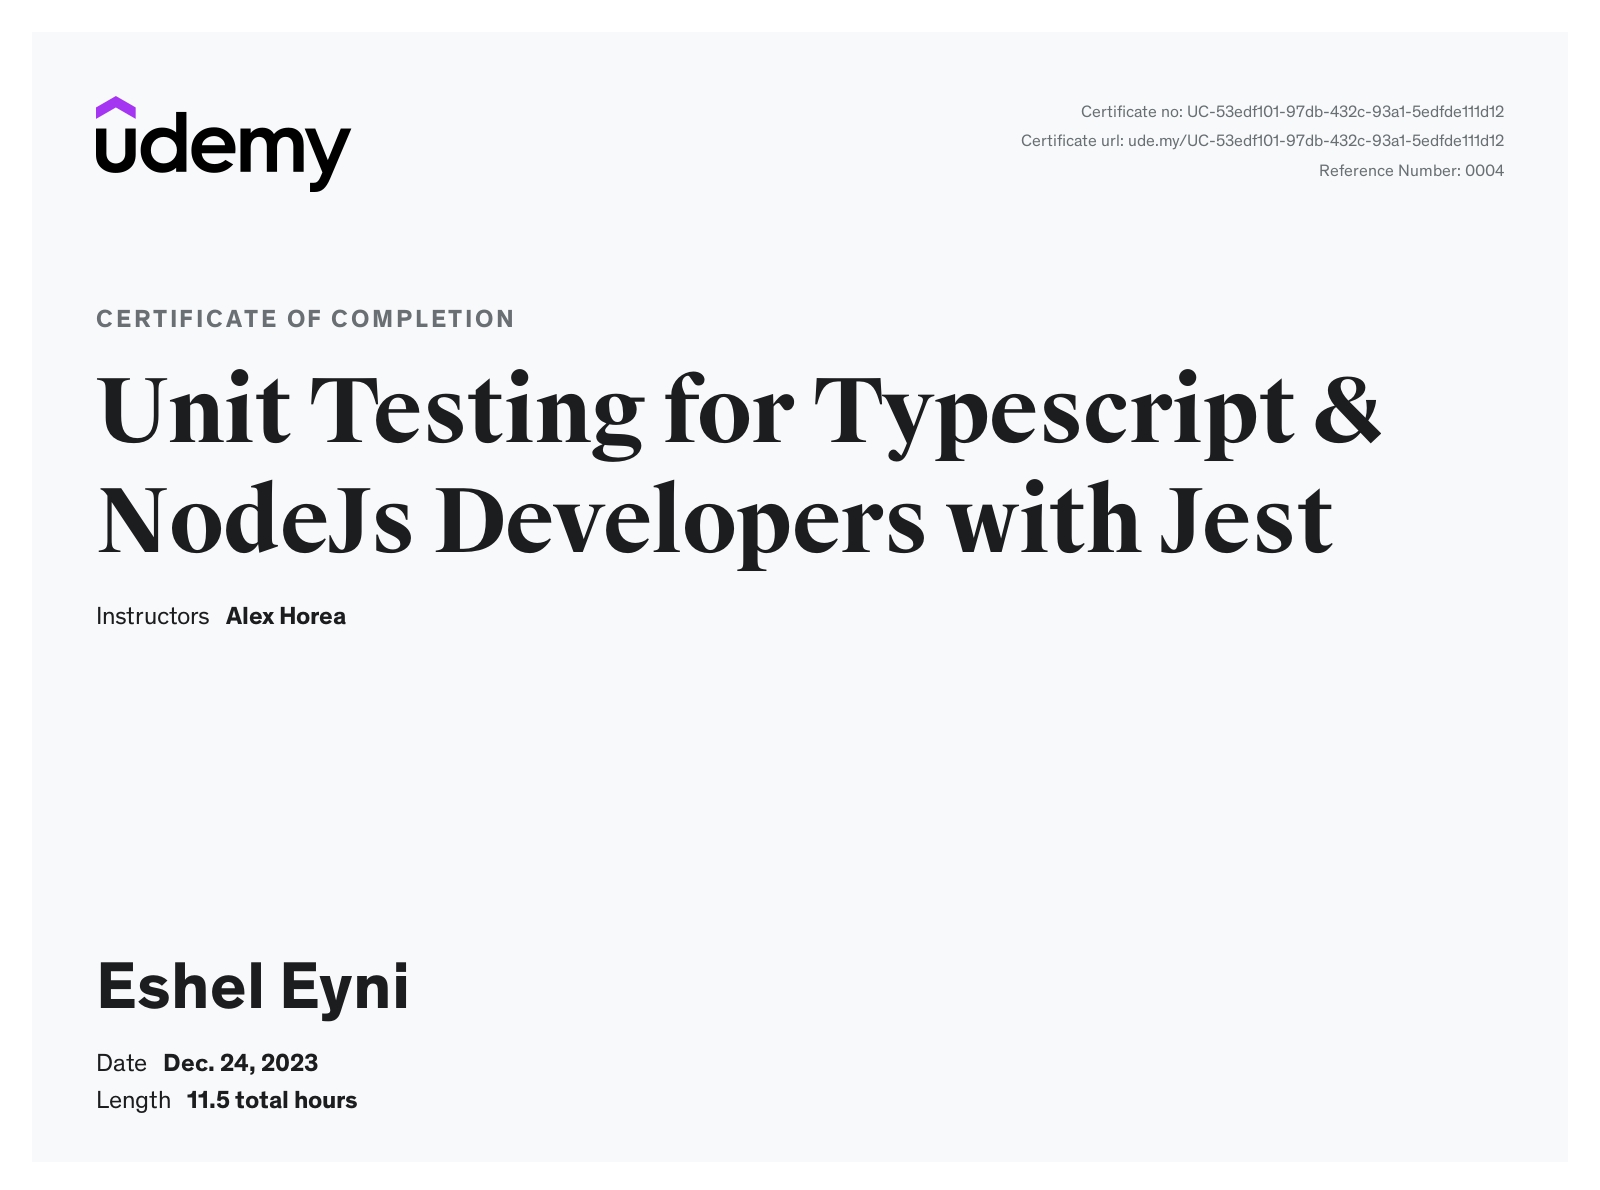 udemy
Certificate no: UC-53edf101-97db-432c-93a1-5edfde111d12
Certificate url: ude.my/UC-53edf101-97db-432c-93a1-5edfde111d12
Reference Number: 0004
CERTIFICATE OF COMPLETION
Unit Testing for Typescript &
NodeJs Developers with Jest
Instructors Alex Horea
Eshel Eyni
Date Dec. 24, 2023
Length 11.5 total hours